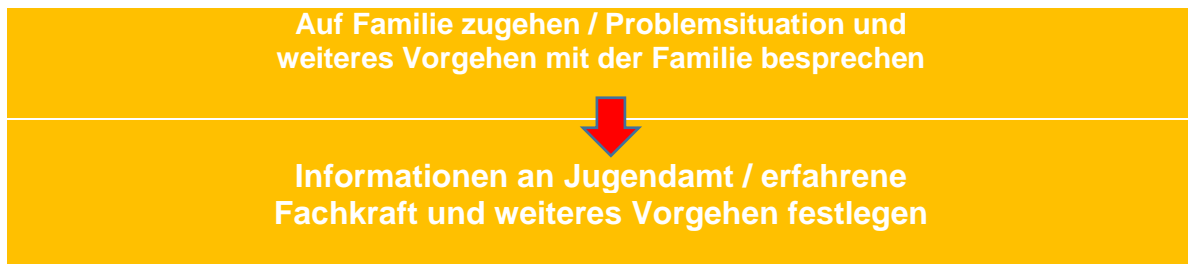 Auf Familie zugehen / Problemsituation und
weiteres Vorgehen mit der Familie besprechen
Informationen an Jugendamt / erfahrene
Fachkraft und weiteres Vorgehen festlegen